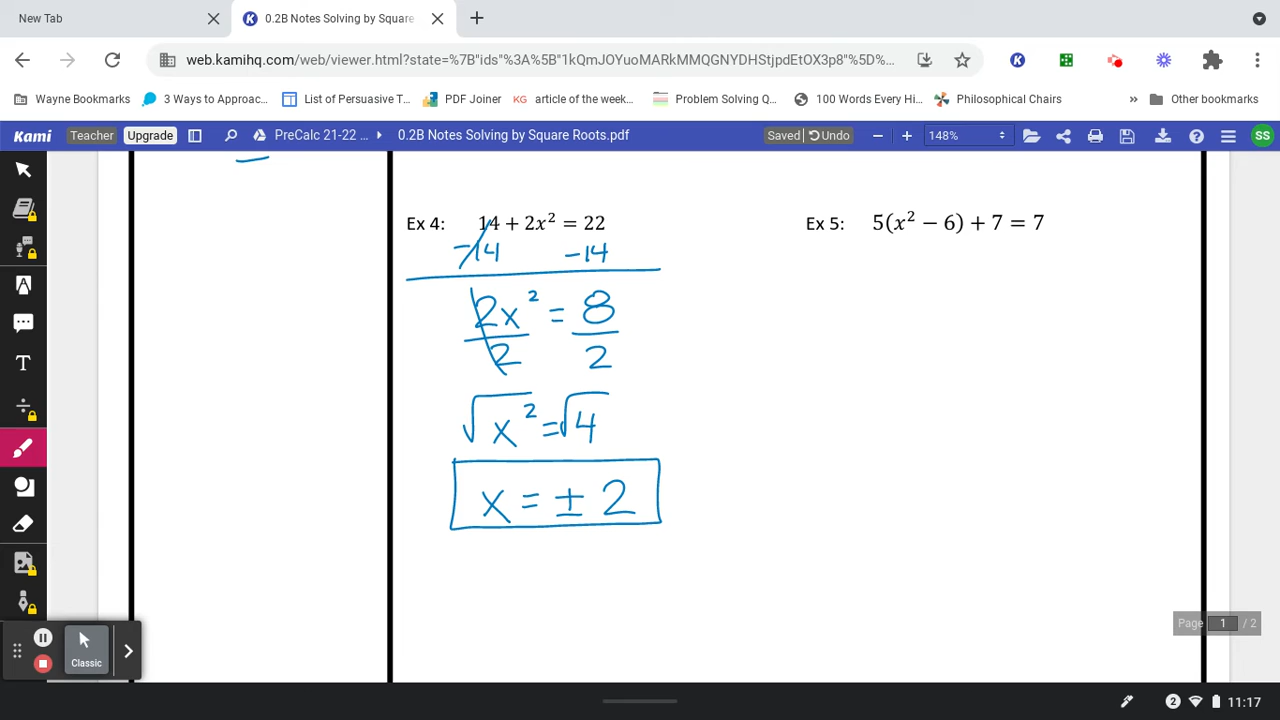 New Tab
0.2B Notes Solving by Square
web.kamihq.com/web/viewer.html?state=%7B"ids"%3A%5B"1kQmJOYuoMARkMMQGNYDHStjpdEtOX3p8"%5D%E...
Wayne Bookmarks
3 Ways to Approac...
List of Persuasive T...
PDF Joiner
KG article of the week...
Problem Solving Q...
100 Words Every Hi...
Philosophical Chairs
»
Other bookmarks
Kami Teacher Upgrade
PreCalc 21-22 ...
0.2B Notes Solving by Square Roots.pdf
Saved Undo
148%
SS
Ex 4: 14 + 2x² = 22
Ex 5: 5(x² − 6) + 7 = 7
-14 -14
2x² = 8
2 2
√x² = √4
x = ± 2
Page 1 / 2
Classic
2 11:17